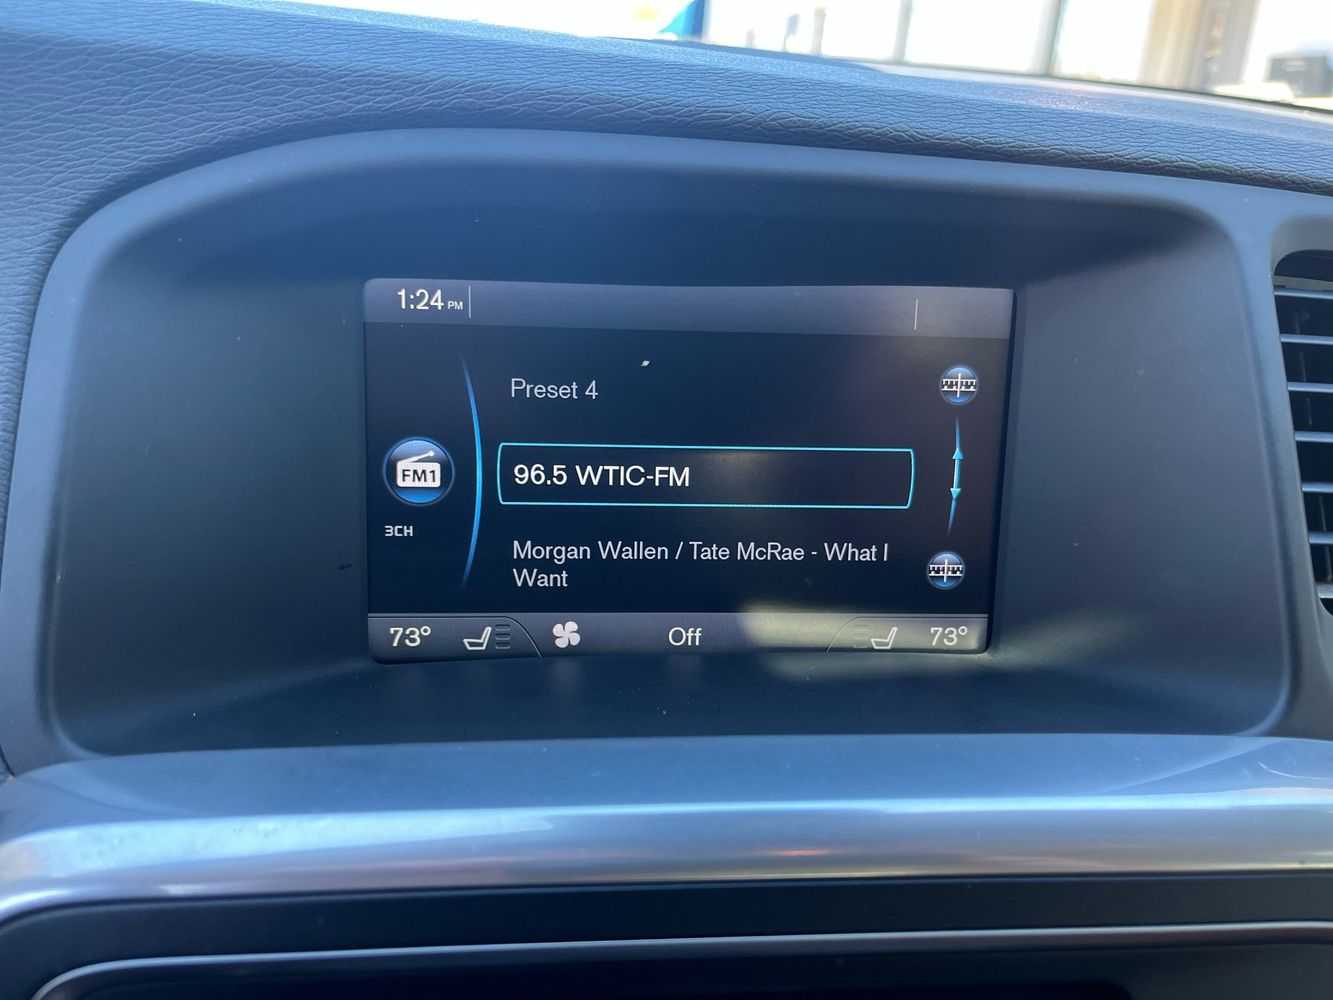 1:24 PM
Preset 4
FM1
96.5 WTIC-FM
3CH
Morgan Wallen / Tate McRae - What I
Want
73° Off 73°